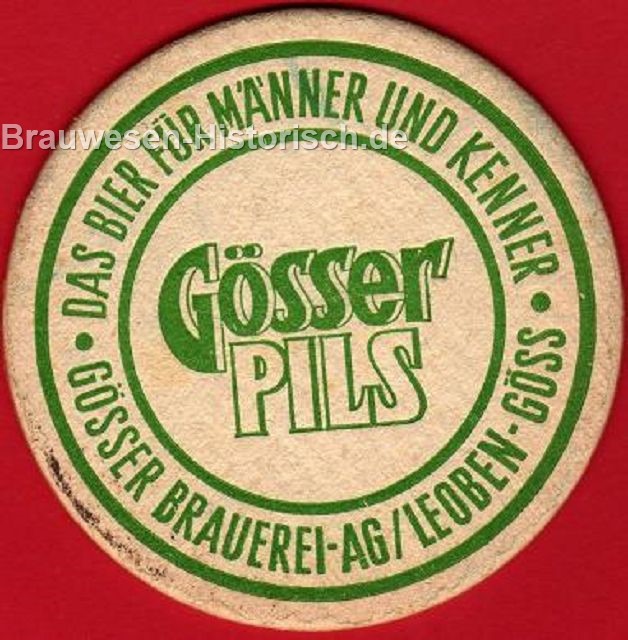 DAS BIER FÜR MÄNNER UND KENNER
Brauwesen-Historisch.de
Gösser
PILS
GÖSSER BRAUEREI-AG/LEOBEN-GÖSS